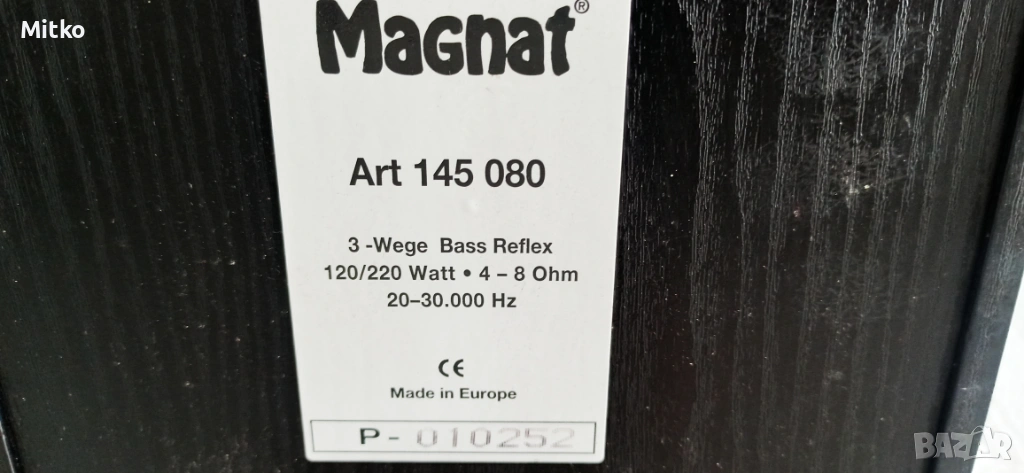 Mitko
Magnat®
Art 145 080
3 -Wege Bass Reflex
120/220 Watt • 4 – 8 Ohm
20–30.000 Hz
CE
Made in Europe
P - 010252
BAZAR